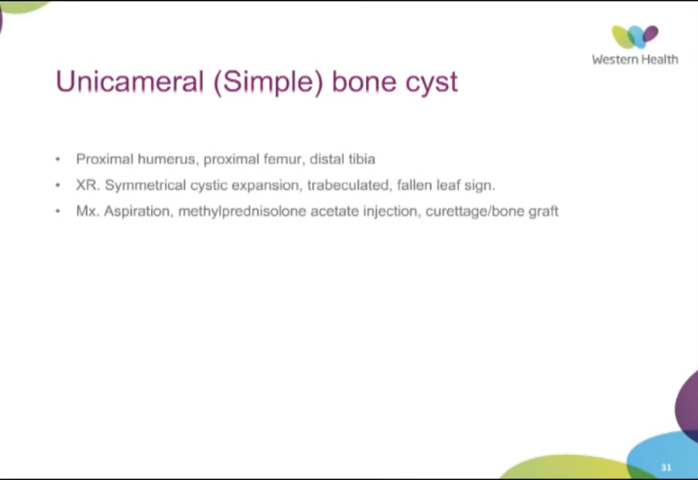 Western Health
Unicameral (Simple) bone cyst
• Proximal humerus, proximal femur, distal tibia
• XR. Symmetrical cystic expansion, trabeculated, fallen leaf sign.
• Mx. Aspiration, methylprednisolone acetate injection, curettage/bone graft
31